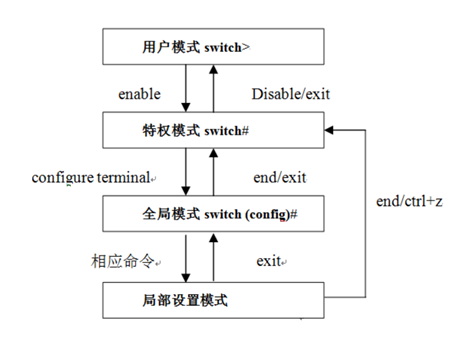 用户模式 switch>
enable
Disable/exit
特权模式 switch#
configure terminal
end/exit
end/ctrl+z
全局模式 switch (config)#
相应命令
exit
局部设置模式